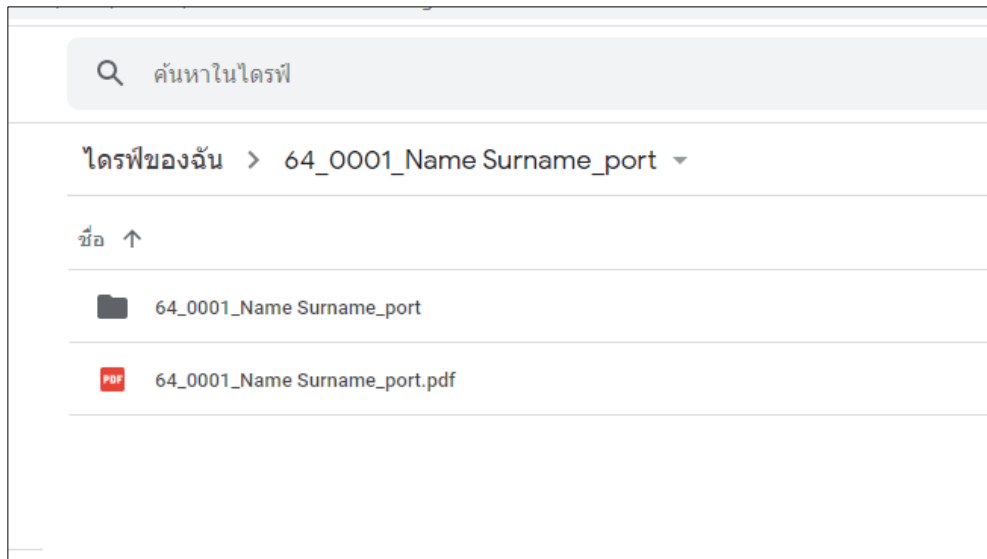 ค้นหาในไดรฟ์
ไดรฟ์ของฉัน > 64_0001_Name Surname_port
ชื่อ ↑
64_0001_Name Surname_port
PDF 64_0001_Name Surname_port.pdf